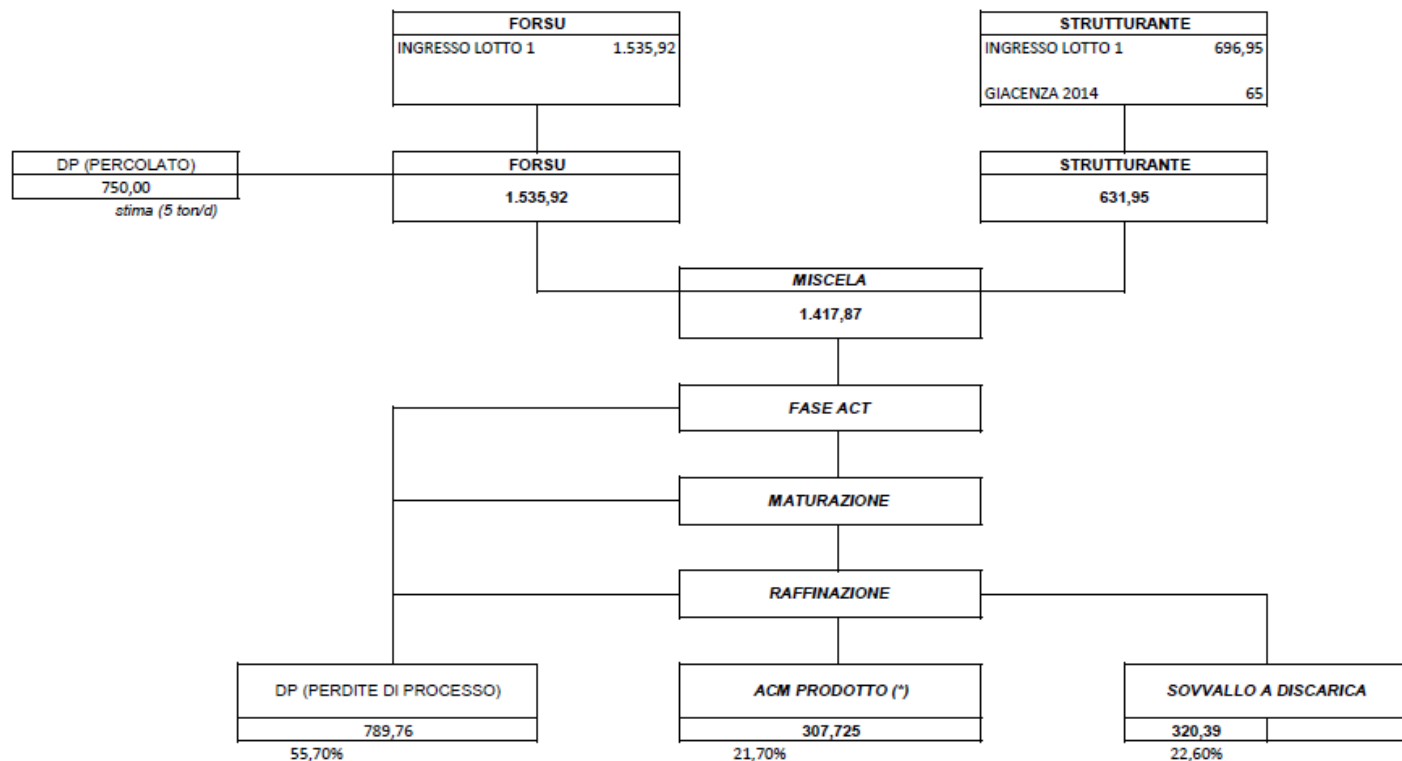 FORSU
INGRESSO LOTTO 1 1.535,92
STRUTTURANTE
INGRESSO LOTTO 1 696,95
GIACENZA 2014 65
DP (PERCOLATO)
750,00
stima (5 ton/d)
FORSU
1.535,92
STRUTTURANTE
631,95
MISCELA
1.417,87
FASE ACT
MATURAZIONE
RAFFINAZIONE
DP (PERDITE DI PROCESSO)
789,76
55,70%
ACM PRODOTTO (*)
307,725
21,70%
SOVVALLO A DISCARICA
320,39
22,60%